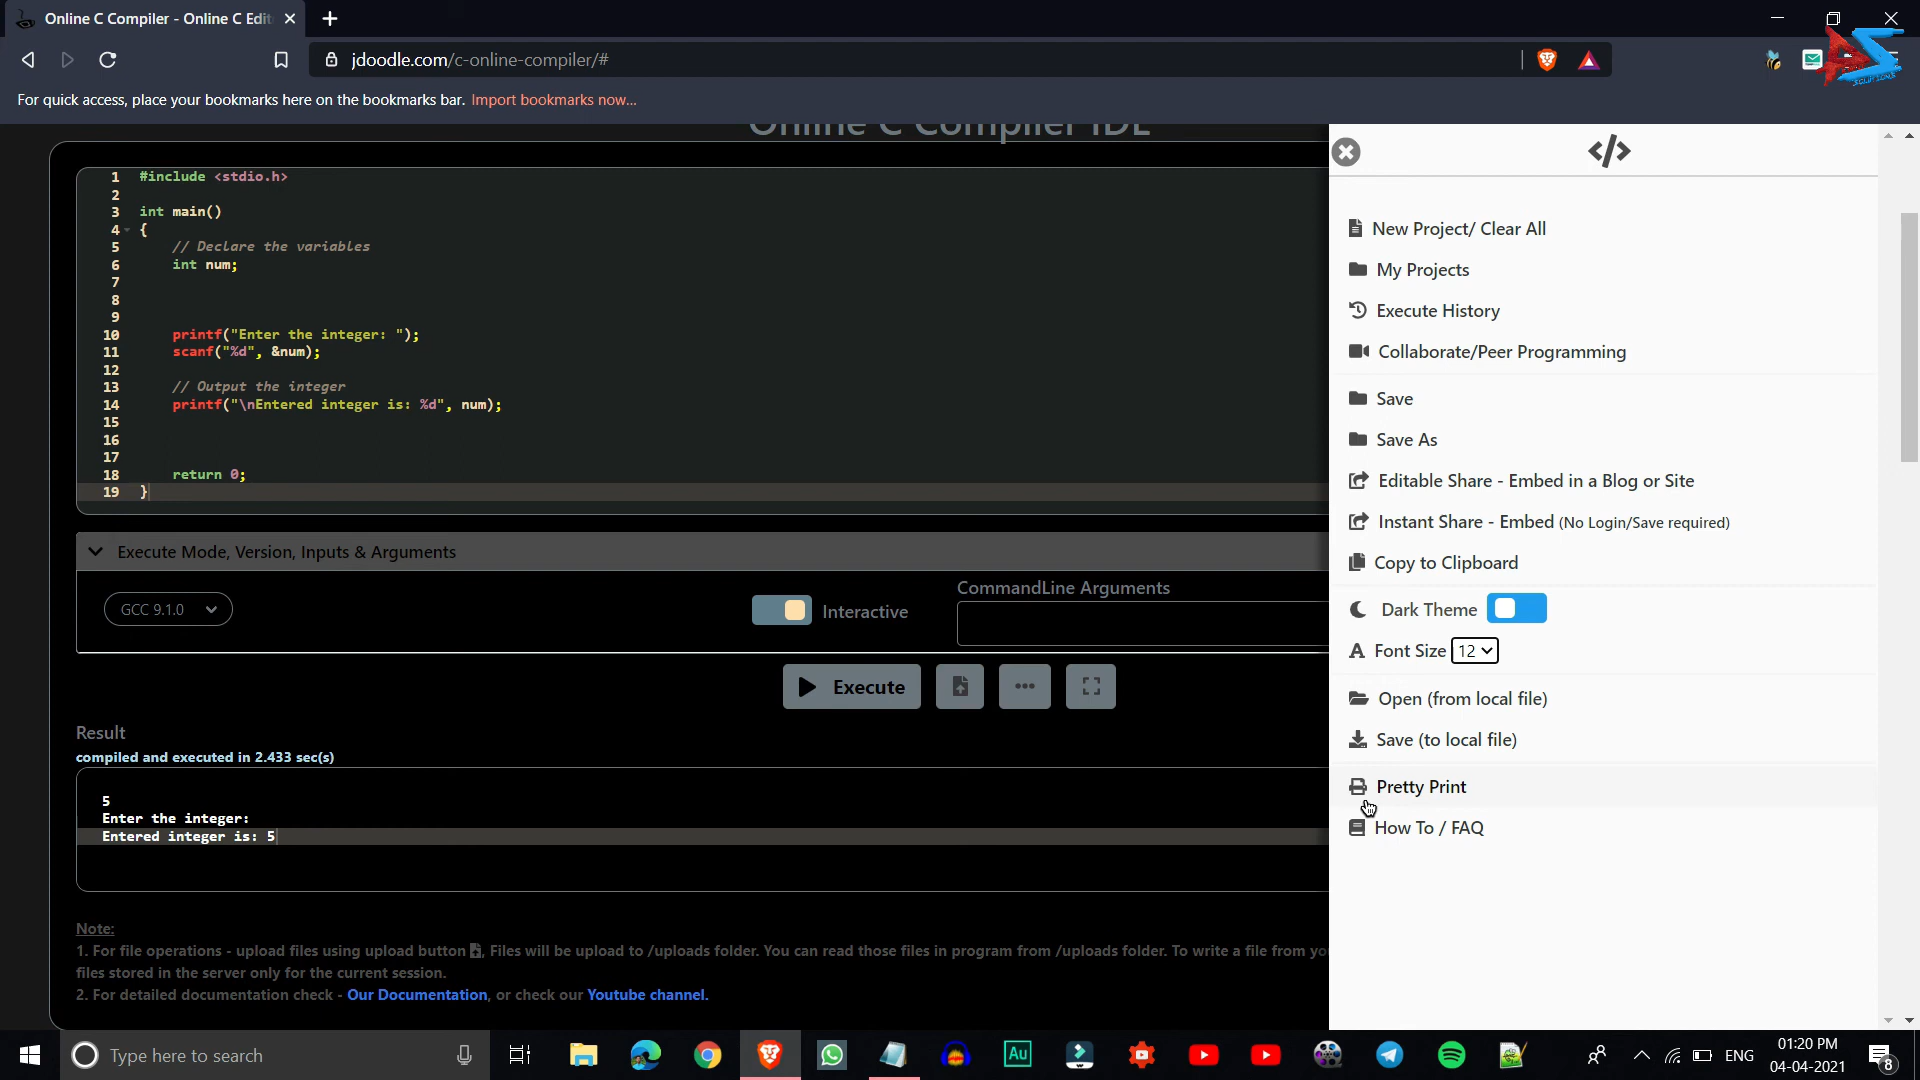 Online C Compiler - Online C Edit
jdoodle.com/c-online-compiler/#
For quick access, place your bookmarks here on the bookmarks bar. Import bookmarks now...
AS
SOLUTIONS
Online C Compiler IDE
1 #include <stdio.h>
2
3 int main()
4 {
5 // Declare the variables
6 int num;
7
8
9
10 printf("Enter the integer: ");
11 scanf("%d", &num);
12
13 // Output the integer
14 printf("\nEntered integer is: %d", num);
15
16
17
18 return 0;
19 }
Execute Mode, Version, Inputs & Arguments
GCC 9.1.0
Interactive
CommandLine Arguments
Execute
Result
compiled and executed in 2.433 sec(s)
5
Enter the integer:
Entered integer is: 5
Note:
1. For file operations - upload files using upload button , Files will be upload to /uploads folder. You can read those files in program from /uploads folder. To write a file from yo
files stored in the server only for the current session.
2. For detailed documentation check - Our Documentation, or check our Youtube channel.
</>
New Project/ Clear All
My Projects
Execute History
Collaborate/Peer Programming
Save
Save As
Editable Share - Embed in a Blog or Site
Instant Share - Embed (No Login/Save required)
Copy to Clipboard
Dark Theme
A Font Size 12
Open (from local file)
Save (to local file)
Pretty Print
How To / FAQ
Type here to search
Au
ENG
01:20 PM
04-04-2021
8